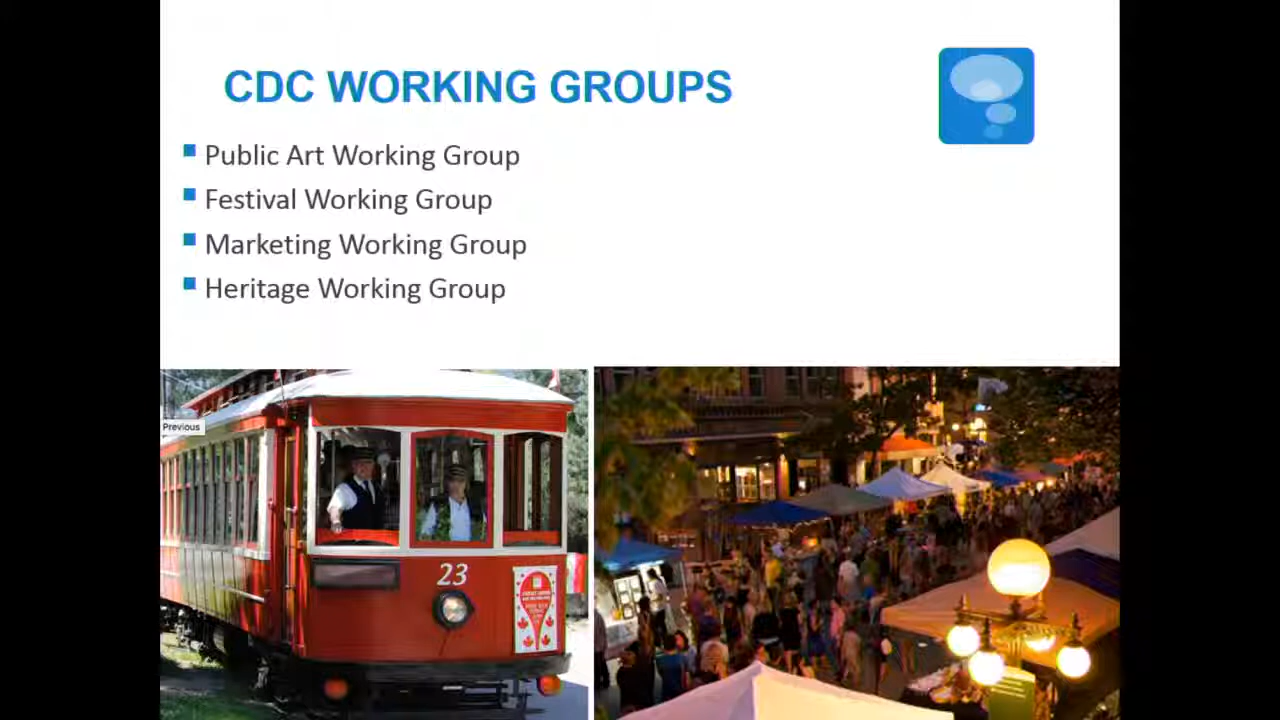 CDC WORKING GROUPS
Public Art Working Group
Festival Working Group
Marketing Working Group
Heritage Working Group
Previous
23